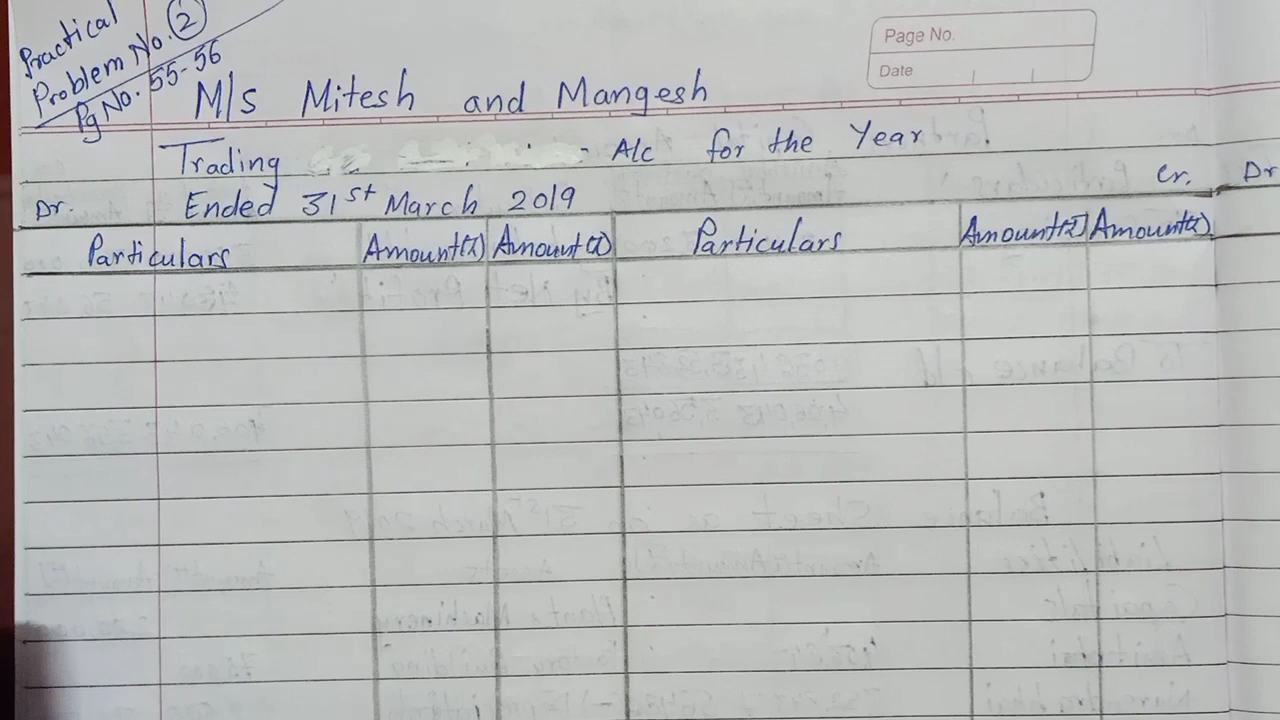 Practical
Problem No. 2
Pg No. 55-56
Page No.
Date
M/s Mitesh and Mangesh
Trading A/c for the Year
Ended 31st March 2019
Dr. Cr. Dr
Particulars Amount(₹) Amount(₹) Particulars Amount(₹) Amount(₹)